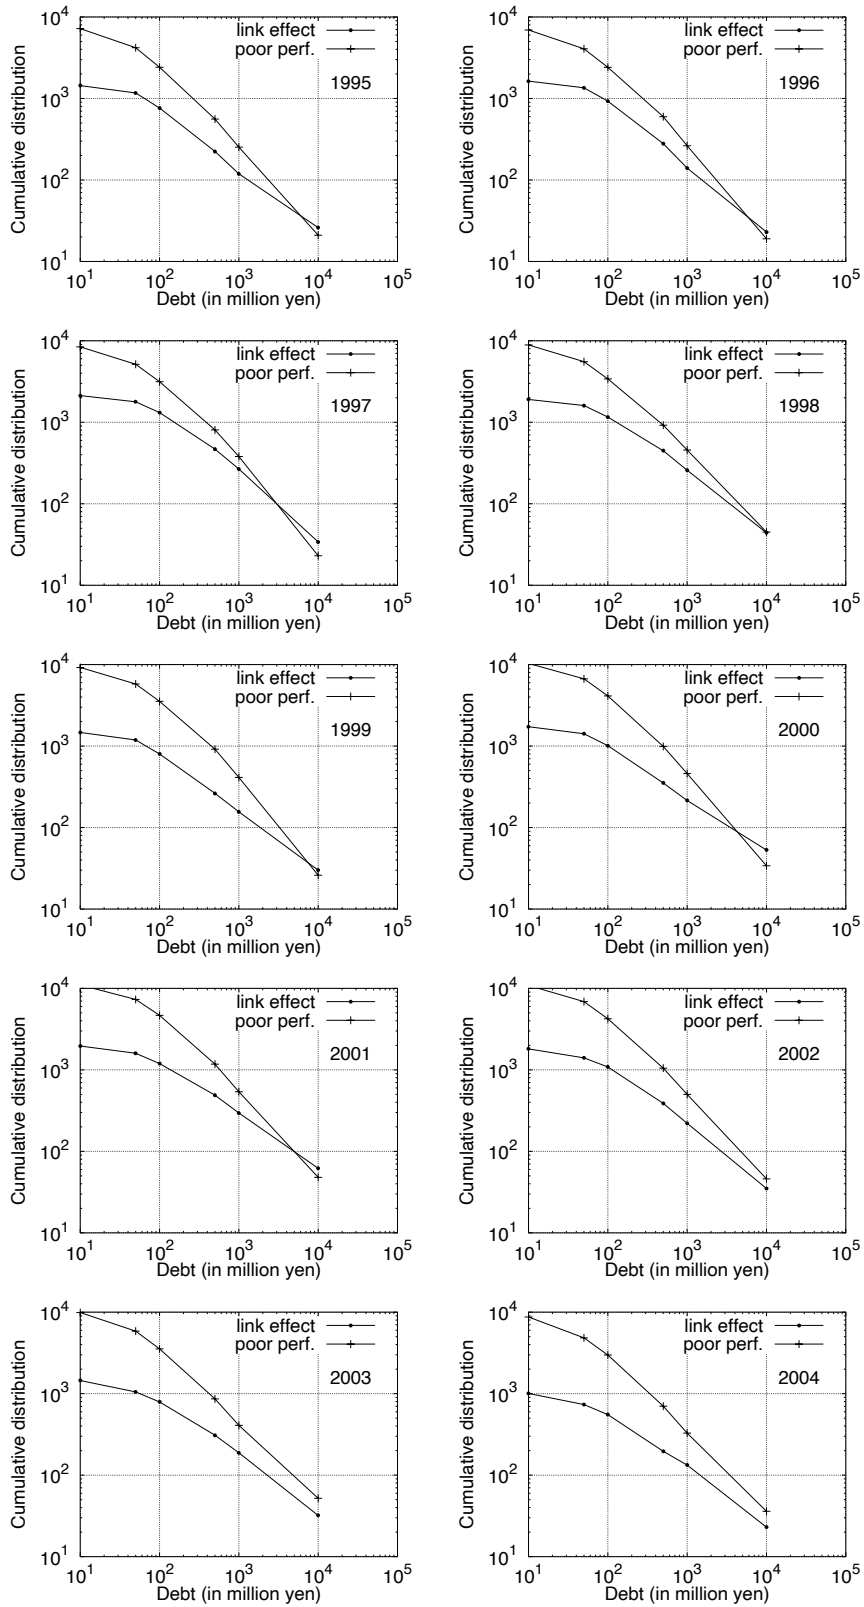 10^4
link effect
poor perf.
1995
10^3
10^2
10^1
Cumulative distribution
10^1 10^2 10^3 10^4 10^5
Debt (in million yen)
10^4
link effect
poor perf.
1996
10^3
10^2
10^1
Cumulative distribution
10^1 10^2 10^3 10^4 10^5
Debt (in million yen)
10^4
link effect
poor perf.
1997
10^3
10^2
10^1
Cumulative distribution
10^1 10^2 10^3 10^4 10^5
Debt (in million yen)
10^4
link effect
poor perf.
1998
10^3
10^2
10^1
Cumulative distribution
10^1 10^2 10^3 10^4 10^5
Debt (in million yen)
10^4
link effect
poor perf.
1999
10^3
10^2
10^1
Cumulative distribution
10^1 10^2 10^3 10^4 10^5
Debt (in million yen)
10^4
link effect
poor perf.
2000
10^3
10^2
10^1
Cumulative distribution
10^1 10^2 10^3 10^4 10^5
Debt (in million yen)
10^4
link effect
poor perf.
2001
10^3
10^2
10^1
Cumulative distribution
10^1 10^2 10^3 10^4 10^5
Debt (in million yen)
10^4
link effect
poor perf.
2002
10^3
10^2
10^1
Cumulative distribution
10^1 10^2 10^3 10^4 10^5
Debt (in million yen)
10^4
link effect
poor perf.
2003
10^3
10^2
10^1
Cumulative distribution
10^1 10^2 10^3 10^4 10^5
Debt (in million yen)
10^4
link effect
poor perf.
2004
10^3
10^2
10^1
Cumulative distribution
10^1 10^2 10^3 10^4 10^5
Debt (in million yen)